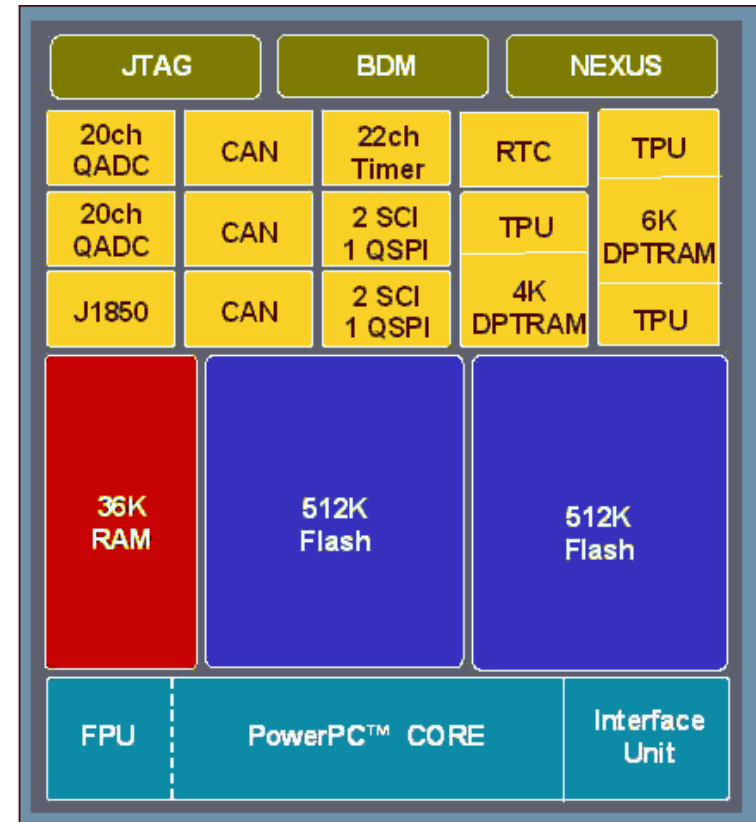 JTAG
BDM
NEXUS
20ch
QADC
CAN
22ch
Timer
RTC
TPU
20ch
QADC
CAN
2 SCI
1 QSPI
TPU
6K
DPTRAM
J1850
CAN
2 SCI
1 QSPI
4K
DPTRAM
TPU
36K
RAM
512K
Flash
512K
Flash
FPU
PowerPC™ CORE
Interface
Unit